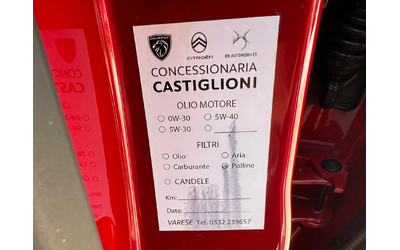 PEUGEOT CITROËN DS AUTOMOBILES
CONCESSIONARIA
CASTIGLIONI
OLIO MOTORE
0W-30 5W-40
5W-30
FILTRI
Olio Aria
Carburante Polline
CANDELE
Km:
Data:
VARESE Tel. 0332 239657